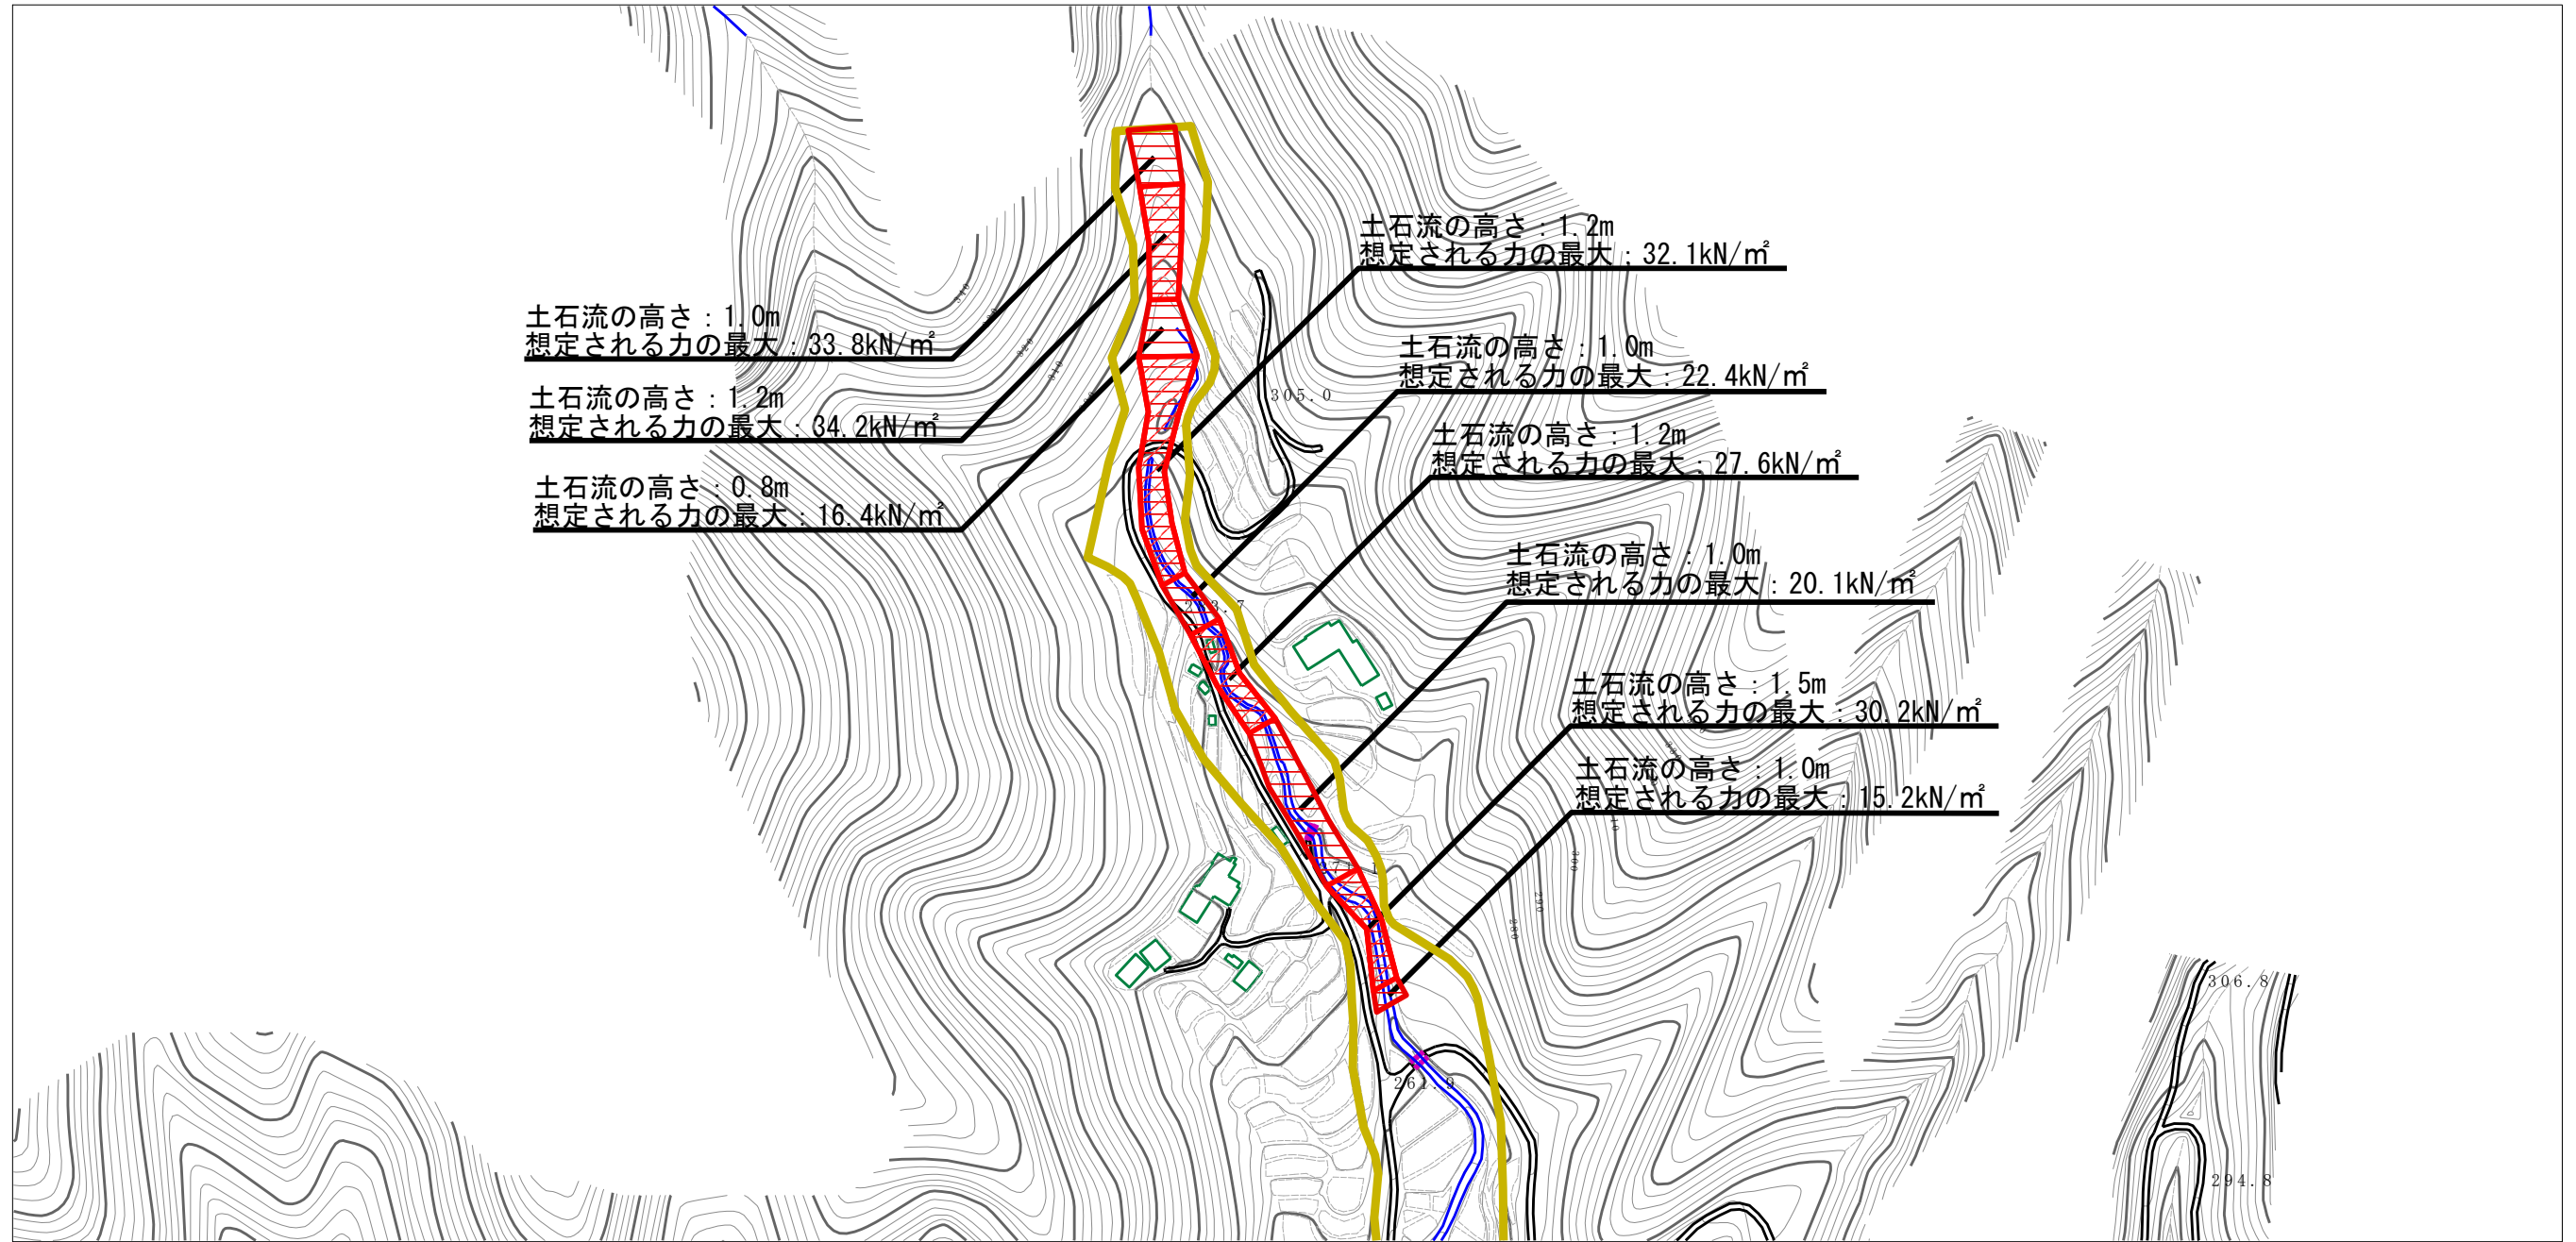 土石流の高さ：1.0m
想定される力の最大：33.8kN/㎡
土石流の高さ：1.2m
想定される力の最大：34.2kN/㎡
土石流の高さ：0.8m
想定される力の最大：16.4kN/㎡
土石流の高さ：1.2m
想定される力の最大：32.1kN/㎡
土石流の高さ：1.0m
想定される力の最大：22.4kN/㎡
土石流の高さ：1.2m
想定される力の最大：27.6kN/㎡
土石流の高さ：1.0m
想定される力の最大：20.1kN/㎡
土石流の高さ：1.5m
想定される力の最大：30.2kN/㎡
土石流の高さ：1.0m
想定される力の最大：15.2kN/㎡
340
320
310
305.0
300
290
280
261.9
306.8
294.8